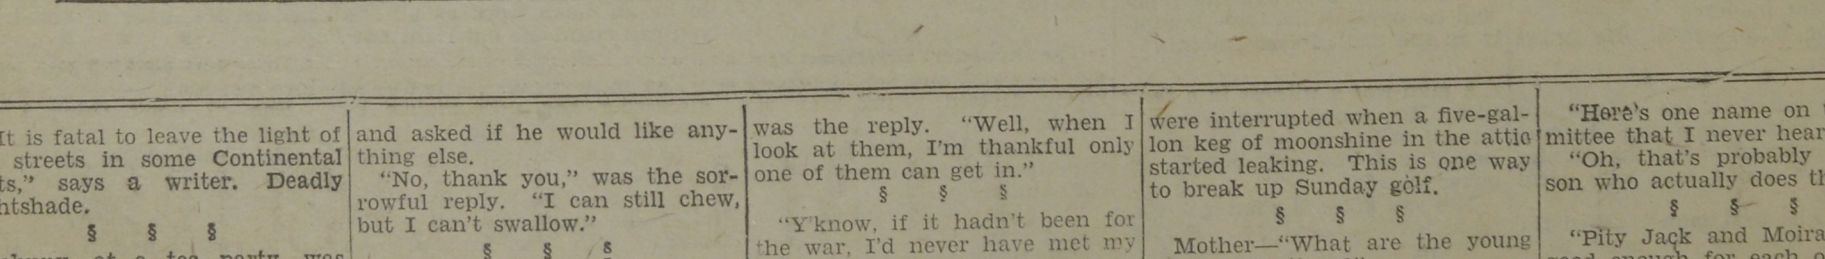 It is fatal to leave the light of
streets in some Continental
ts," says a writer. Deadly
htshade.
§ § §
and asked if he would like any-
thing else.
"No, thank you," was the sor-
rowful reply. "I can still chew,
but I can't swallow."
§ § §
was the reply. "Well, when I
look at them, I'm thankful only
one of them can get in."
§ § §
"Y'know, if it hadn't been for
the war, I'd never have met my
were interrupted when a five-gal-
lon keg of moonshine in the attic
started leaking. This is one way
to break up Sunday golf.
§ § §
Mother—"What are the young
"Here's one name on
mittee that I never hear
"Oh, that's probably
son who actually does th
§ § §
"Pity Jack and Moira